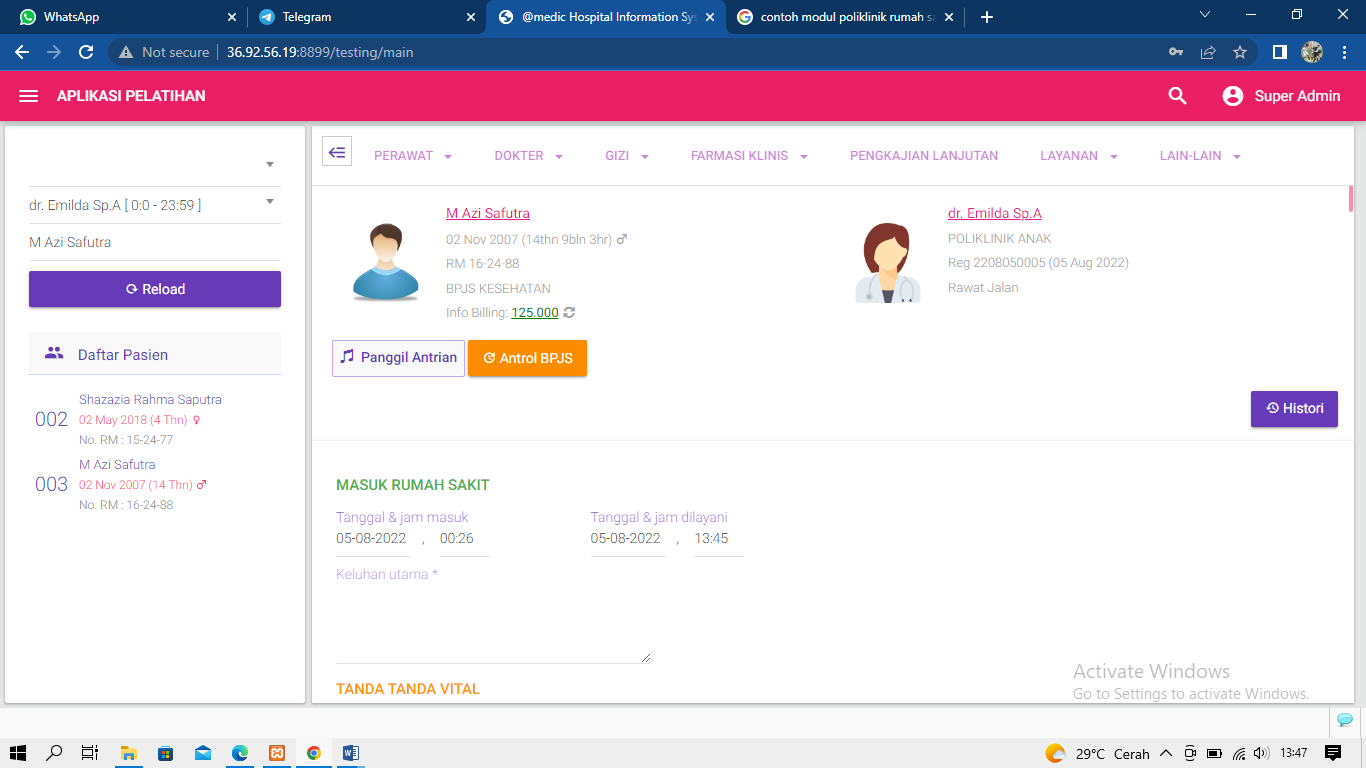 WhatsApp
Telegram
@medic Hospital Information Sys
contoh modul poliklinik rumah sa
Not secure
36.92.56.19:8899/testing/main
APLIKASI PELATIHAN
Super Admin
dr. Emilda Sp.A [ 0:0 - 23:59 ]
M Azi Safutra
Reload
Daftar Pasien
002
Shazazia Rahma Saputra
02 May 2018 (4 Thn) ♀
No. RM : 15-24-77
003
M Azi Safutra
02 Nov 2007 (14 Thn) ♂
No. RM : 16-24-88
PERAWAT
DOKTER
GIZI
FARMASI KLINIS
PENGKAJIAN LANJUTAN
LAYANAN
LAIN-LAIN
M Azi Safutra
02 Nov 2007 (14thn 9bln 3hr) ♂
RM 16-24-88
BPJS KESEHATAN
Info Billing: 125.000
dr. Emilda Sp.A
POLIKLINIK ANAK
Reg 2208050005 (05 Aug 2022)
Rawat Jalan
Panggil Antrian
Antrol BPJS
Histori
MASUK RUMAH SAKIT
Tanggal & jam masuk
05-08-2022 , 00:26
Tanggal & jam dilayani
05-08-2022 , 13:45
Keluhan utama *
TANDA TANDA VITAL
Activate Windows
Go to Settings to activate Windows.
29°C Cerah
13:47